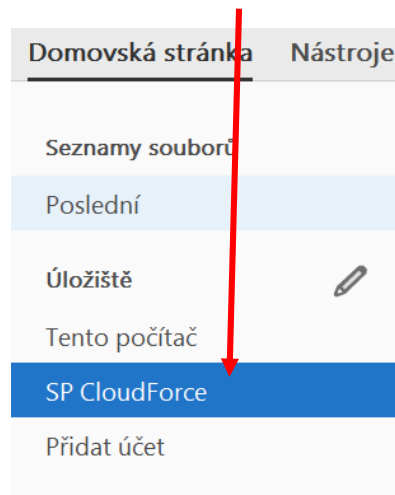 Domovská stránka Nástroje
Seznamy souborů
Poslední
Úložiště
Tento počítač
SP CloudForce
Přidat účet